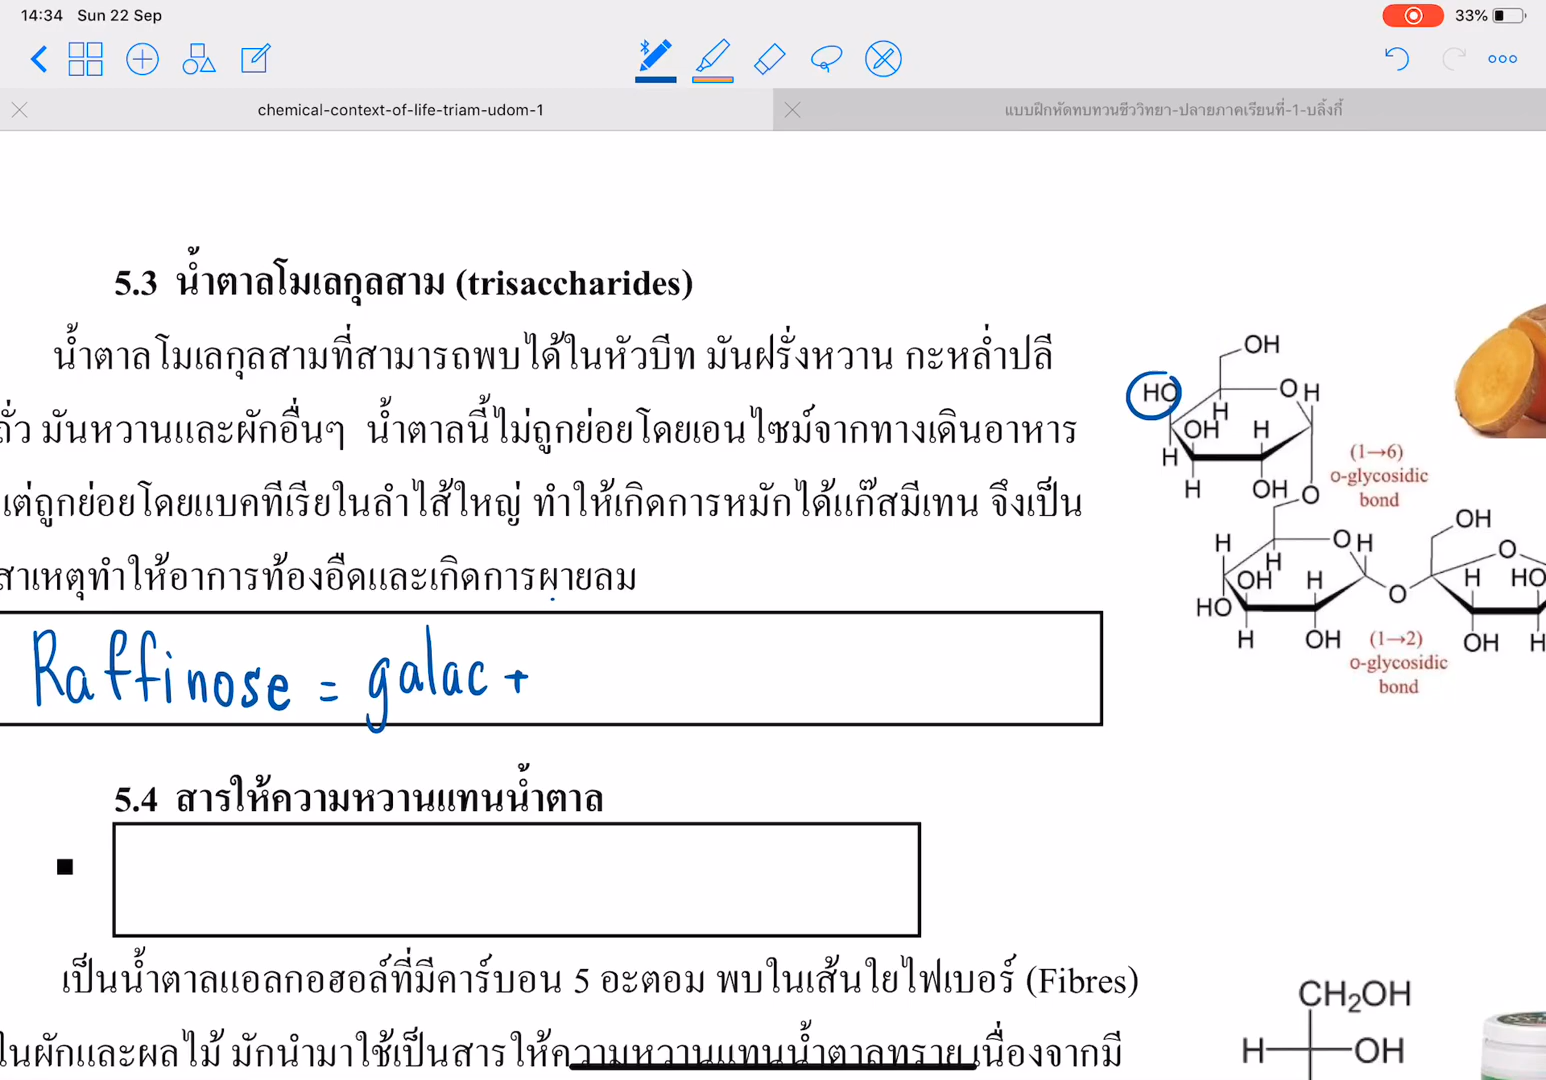 14:34 Sun 22 Sep
33%
chemical-context-of-life-triam-udom-1
แบบฝึกหัดทบทวนชีววิทยา-ปลายภาคเรียนที่-1-บลิ้งกี้
5.3 น้ำตาลโมเลกุลสาม (trisaccharides)
น้ำตาลโมเลกุลสามที่สามารถพบได้ในหัวบีท มันฝรั่งหวาน กะหล่ำปลี
ถั่ว มันหวานและผักอื่นๆ น้ำตาลนี้ไม่ถูกย่อยโดยเอนไซม์จากทางเดินอาหาร
แต่ถูกย่อยโดยแบคทีเรียในลำไส้ใหญ่ ทำให้เกิดการหมักได้แก๊สมีเทน จึงเป็น
สาเหตุทำให้อาการท้องอืดและเกิดการผายลม
Raffinose = galac +
5.4 สารให้ความหวานแทนน้ำตาล
เป็นน้ำตาลแอลกอฮอล์ที่มีคาร์บอน 5 อะตอม พบในเส้นใยไฟเบอร์ (Fibres)
ในผักและผลไม้ มักนำมาใช้เป็นสารให้ความหวานแทนน้ำตาลทราย เนื่องจากมี
OH
HO O H
H
OH H
H
H OH O
(1→6)
o-glycosidic
bond
OH
H O H O
H
OH H H HO
HO O
H OH OH H
(1→2)
o-glycosidic
bond
CH₂OH
H OH